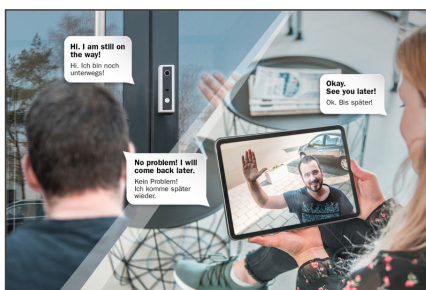 Hi. I am still on
the way!
Hi. Ich bin noch
unterwegs!
Okay.
See you later!
Ok. Bis später!
No problem! I will
come back later.
Kein Problem!
Ich komme später
wieder.